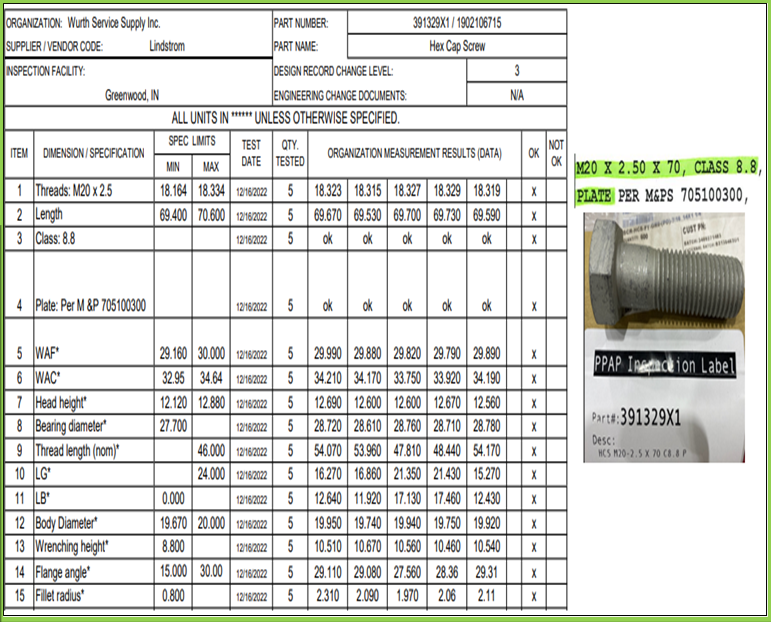 ORGANIZATION: Wurth Service Supply Inc. PART NUMBER: 391329X1 / 1902106715
SUPPLIER / VENDOR CODE: Lindstrom PART NAME: Hex Cap Screw
INSPECTION FACILITY: DESIGN RECORD CHANGE LEVEL: 3
Greenwood, IN ENGINEERING CHANGE DOCUMENTS: N/A
ALL UNITS IN ****** UNLESS OTHERWISE SPECIFIED.
ITEM DIMENSION / SPECIFICATION SPEC LIMITS MIN MAX TEST DATE QTY. TESTED ORGANIZATION MEASUREMENT RESULTS (DATA) OK NOT OK
1 Threads: M20 x 2.5 18.164 18.334 12/16/2022 5 18.323 18.315 18.327 18.329 18.319 x
2 Length 69.400 70.600 12/16/2022 5 69.670 69.530 69.700 69.730 69.590 x
3 Class: 8.8 12/16/2022 5 ok ok ok ok ok x
4 Plate: Per M &P 705100300 12/16/2022 5 ok ok ok ok ok x
5 WAF* 29.160 30.000 12/16/2022 5 29.990 29.880 29.820 29.790 29.890 x
6 WAC* 32.95 34.64 12/16/2022 5 34.210 34.170 33.750 33.920 34.190 x
7 Head height* 12.120 12.880 12/16/2022 5 12.690 12.600 12.600 12.670 12.560 x
8 Bearing diameter* 27.700 12/16/2022 5 28.720 28.610 28.760 28.710 28.780 x
9 Thread length (nom)* 46.000 12/16/2022 5 54.070 53.960 47.810 48.440 54.170 x
10 LG* 24.000 12/16/2022 5 16.270 16.860 21.350 21.430 15.270 x
11 LB* 0.000 12/16/2022 5 12.640 11.920 17.130 17.460 12.430 x
12 Body Diameter* 19.670 20.000 12/16/2022 5 19.950 19.740 19.940 19.750 19.920 x
13 Wrenching height* 8.800 12/16/2022 5 10.510 10.670 10.560 10.460 10.540 x
14 Flange angle* 15.000 30.00 12/16/2022 5 29.110 29.080 27.560 28.36 29.31 x
15 Fillet radius* 0.800 12/16/2022 5 2.310 2.090 1.970 2.06 2.11 x
M20 X 2.50 X 70, CLASS 8.8,
PLATE PER M&PS 705100300,
CUST PN:
PPAP Inspection Label
Part#:391329X1
Desc:
HCS M20-2.5 X 70 C8.8 P